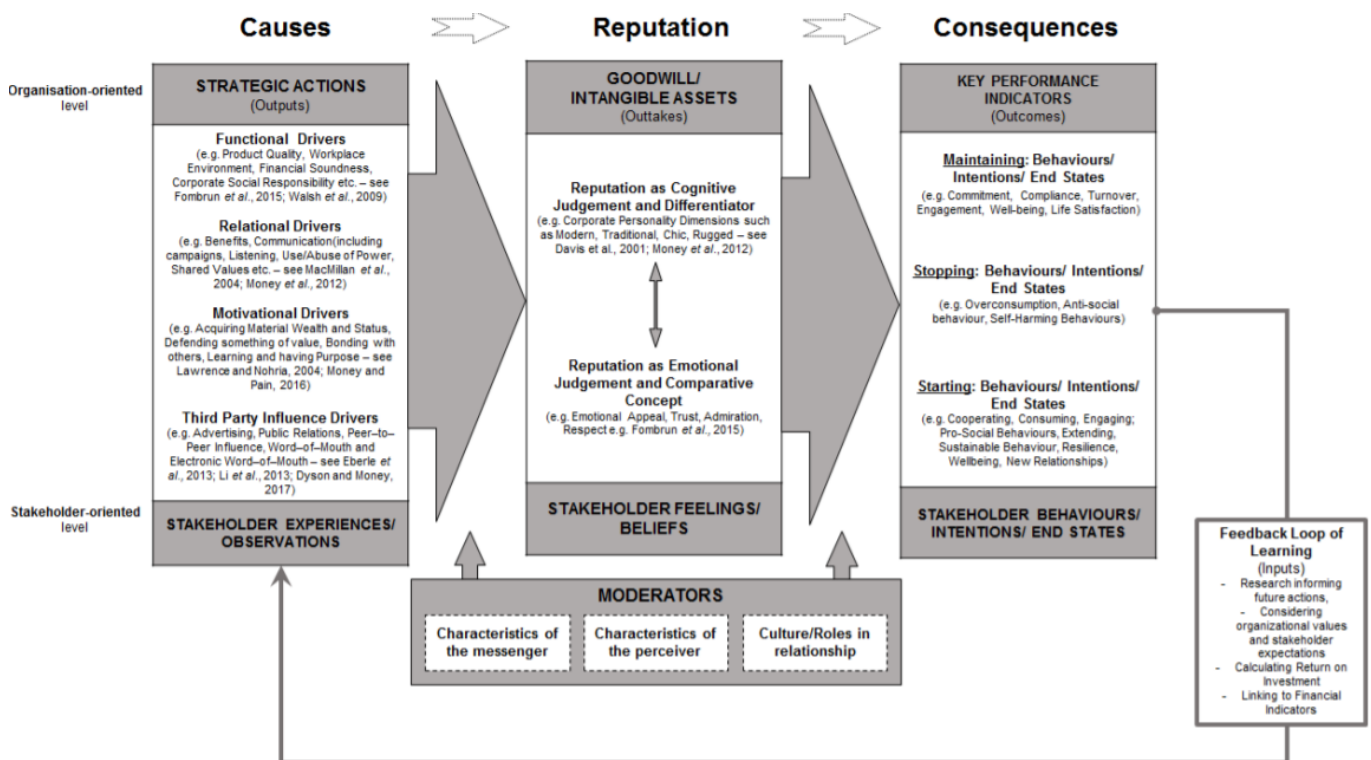 Causes
Reputation
Consequences
Organisation-oriented
level
STRATEGIC ACTIONS
(Outputs)
Functional Drivers
(e.g. Product Quality, Workplace
Environment, Financial Soundness,
Corporate Social Responsibility etc. – see
Fombrun et al., 2015; Walsh et al., 2009)
Relational Drivers
(e.g. Benefits, Communication(including
campaigns, Listening, Use/Abuse of Power,
Shared Values etc. – see MacMillan et al.,
2004; Money et al., 2012)
Motivational Drivers
(e.g. Acquiring Material Wealth and Status,
Defending something of value, Bonding with
others, Learning and having Purpose – see
Lawrence and Nohria, 2004; Money and
Pain, 2016)
Third Party Influence Drivers
(e.g. Advertising, Public Relations, Peer–to–
Peer Influence, Word–of–Mouth and
Electronic Word–of–Mouth – see Eberle et
al., 2013; Li et al., 2013; Dyson and Money,
2017)
Stakeholder-oriented
level
STAKEHOLDER EXPERIENCES/
OBSERVATIONS
GOODWILL/
INTANGIBLE ASSETS
(Outtakes)
Reputation as Cognitive
Judgement and Differentiator
(e.g. Corporate Personality Dimensions such
as Modern, Traditional, Chic, Rugged – see
Davis et al., 2001; Money et al., 2012)
Reputation as Emotional
Judgement and Comparative
Concept
(e.g. Emotional Appeal, Trust, Admiration,
Respect e.g. Fombrun et al., 2015)
STAKEHOLDER FEELINGS/
BELIEFS
KEY PERFORMANCE
INDICATORS
(Outcomes)
Maintaining: Behaviours/
Intentions/ End States
(e.g. Commitment, Compliance, Turnover,
Engagement, Well-being, Life Satisfaction)
Stopping: Behaviours/ Intentions/
End States
(e.g. Overconsumption, Anti-social
behaviour, Self-Harming Behaviours)
Starting: Behaviours/ Intentions/
End States
(e.g. Cooperating, Consuming, Engaging;
Pro-Social Behaviours, Extending,
Sustainable Behaviour, Resilience,
Wellbeing, New Relationships)
STAKEHOLDER BEHAVIOURS/
INTENTIONS/ END STATES
MODERATORS
Characteristics of
the messenger
Characteristics of
the perceiver
Culture/Roles in
relationship
Feedback Loop of
Learning
(Inputs)
- Research informing
future actions,
- Considering
organizational values
and stakeholder
expectations
- Calculating Return on
Investment
- Linking to Financial
Indicators